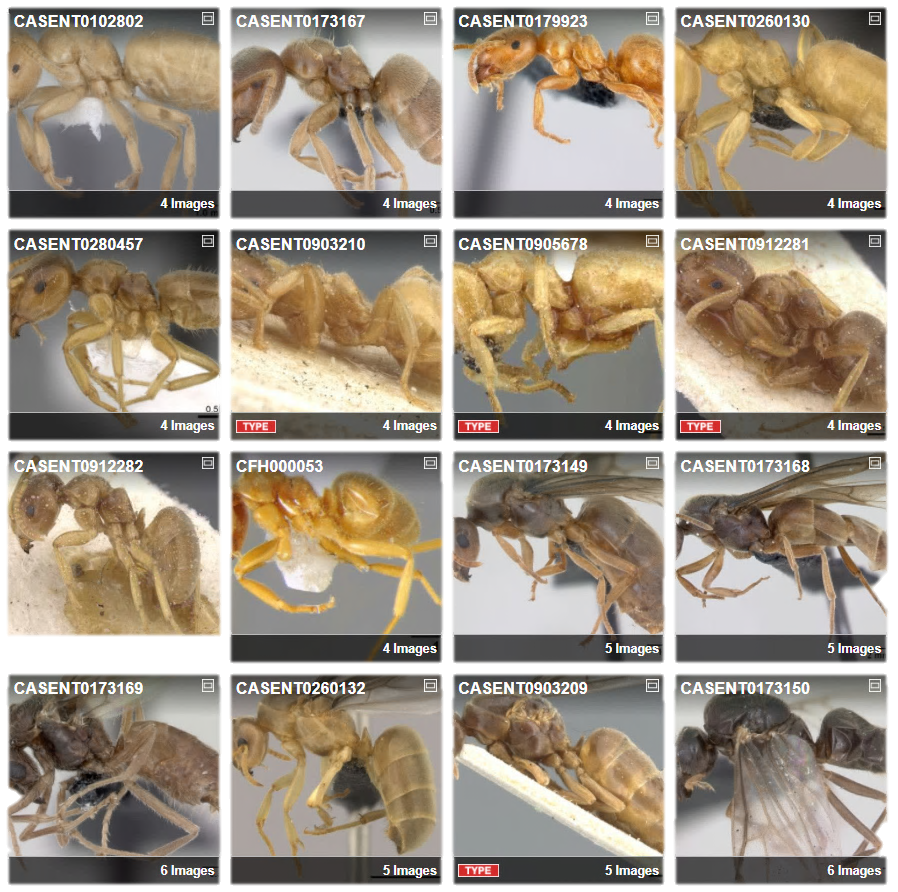 CASENT0102802
4 Images
CASENT0173167
4 Images
CASENT0179923
4 Images
CASENT0260130
4 Images
CASENT0280457
0.5
4 Images
CASENT0903210
TYPE
4 Images
CASENT0905678
TYPE
4 Images
CASENT0912281
TYPE
4 Images
CASENT0912282
CFH000053
4 Images
CASENT0173149
5 Images
CASENT0173168
5 Images
CASENT0173169
6 Images
CASENT0260132
5 Images
CASENT0903209
TYPE
5 Images
CASENT0173150
6 Images